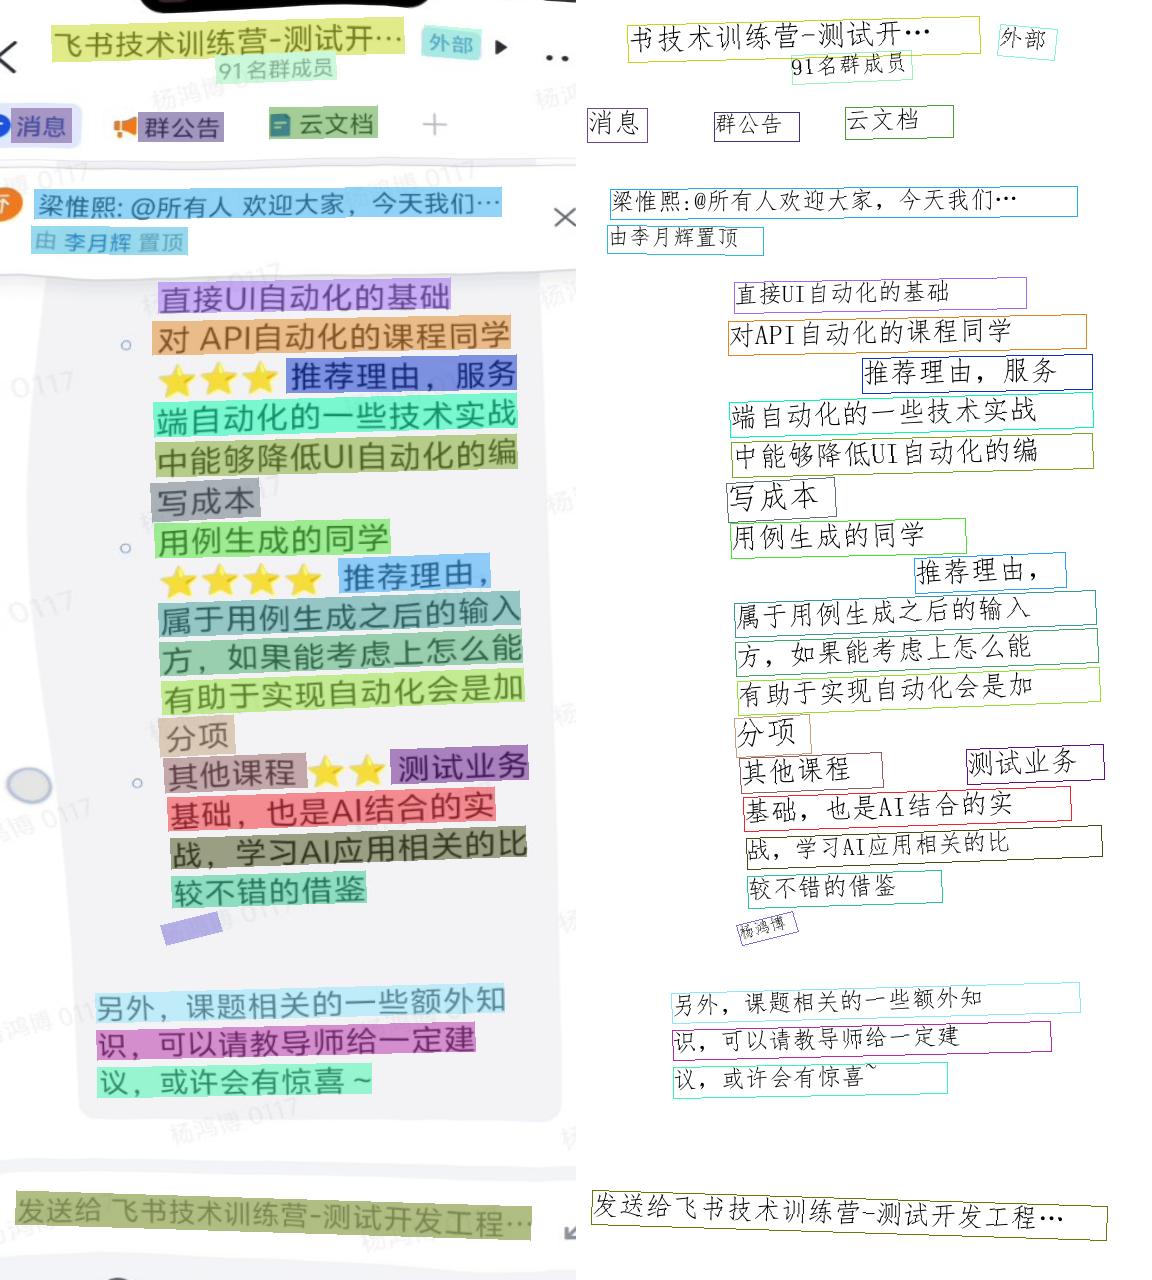 飞书技术训练营-测试开… 外部
91名群成员
消息 群公告 云文档
梁惟熙: @所有人 欢迎大家，今天我们…
由 李月辉 置顶
直接UI自动化的基础
对 API自动化的课程同学
⭐⭐⭐ 推荐理由，服务
端自动化的一些技术实战
中能够降低UI自动化的编
写成本
用例生成的同学
⭐⭐⭐⭐ 推荐理由，
属于用例生成之后的输入
方，如果能考虑上怎么能
有助于实现自动化会是加
分项
其他课程 ⭐⭐ 测试业务
基础，也是AI结合的实
战，学习AI应用相关的比
较不错的借鉴
另外，课题相关的一些额外知
识，可以请教导师给一定建
议，或许会有惊喜 ~
杨鸿博 0117
发送给 飞书技术训练营-测试开发工程…
书技术训练营-测试开… 外部
91名群成员
消息 群公告 云文档
梁惟熙:@所有人欢迎大家，今天我们…
由李月辉置顶
直接UI自动化的基础
对API自动化的课程同学
推荐理由，服务
端自动化的一些技术实战
中能够降低UI自动化的编
写成本
用例生成的同学
推荐理由，
属于用例生成之后的输入
方，如果能考虑上怎么能
有助于实现自动化会是加
分项
其他课程 测试业务
基础，也是AI结合的实
战，学习AI应用相关的比
较不错的借鉴
杨鸿博
另外，课题相关的一些额外知
识，可以请教导师给一定建
议，或许会有惊喜~
发送给飞书技术训练营-测试开发工程…